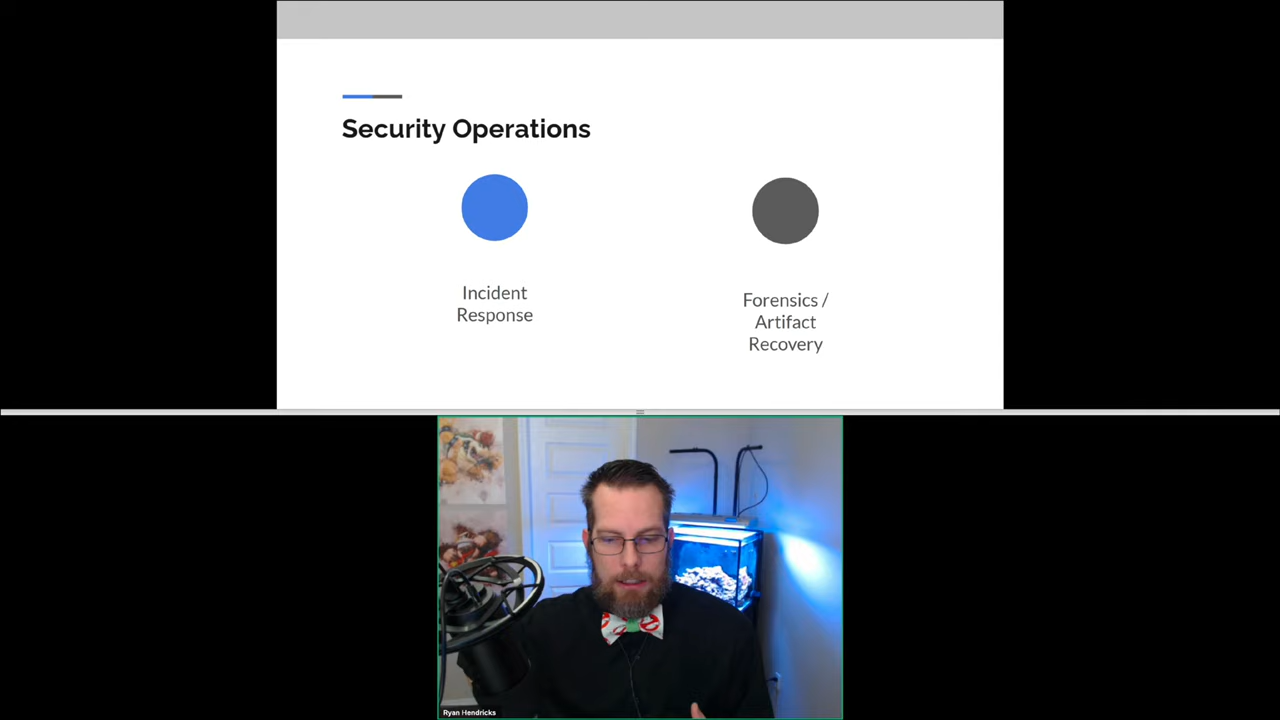 Security Operations
Incident
Response
Forensics /
Artifact
Recovery
Ryan Hendricks